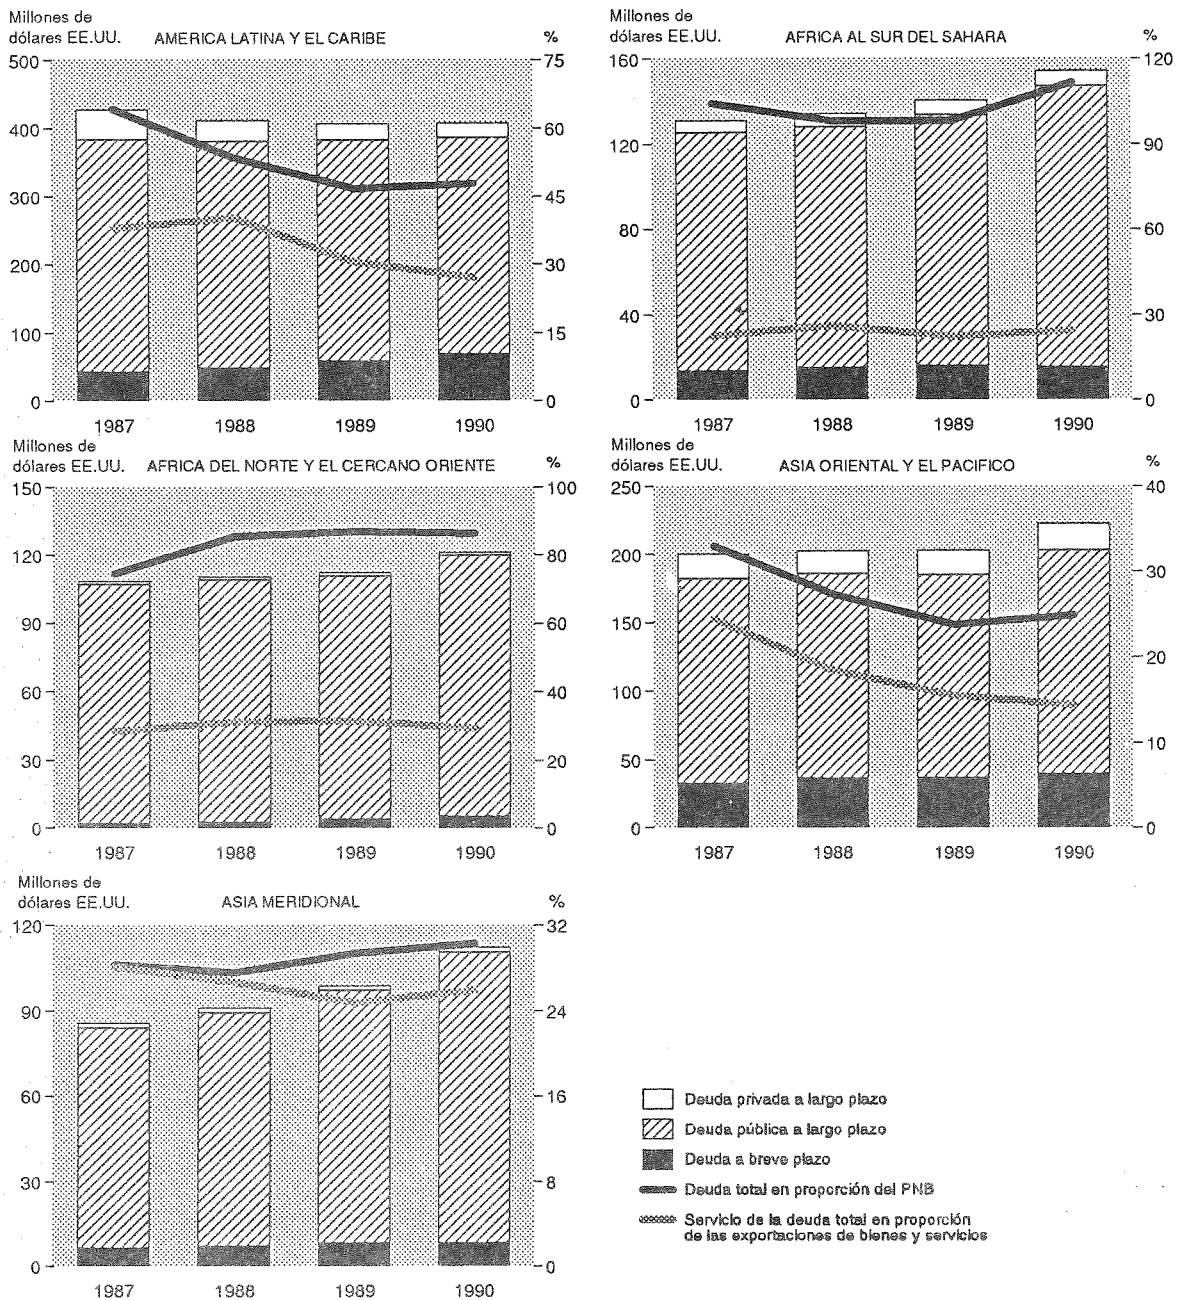 Millones de
dólares EE.UU. AMERICA LATINA Y EL CARIBE %
500 75
400 60
300 45
200 30
100 15
0 0
1987 1988 1989 1990
Millones de
dólares EE.UU. AFRICA AL SUR DEL SAHARA %
160 120
120 90
80 60
40 30
0 0
1987 1988 1989 1990
Millones de
dólares EE.UU. AFRICA DEL NORTE Y EL CERCANO ORIENTE %
150 100
120 80
90 60
60 40
30 20
0 0
1987 1988 1989 1990
Millones de
dólares EE.UU. ASIA ORIENTAL Y EL PACIFICO %
250 40
200 30
150 20
100 10
50
0 0
1987 1988 1989 1990
Millones de
dólares EE.UU. ASIA MERIDIONAL %
120 32
90 24
60 16
30 8
0 0
1987 1988 1989 1990
Deuda privada a largo plazo
Deuda pública a largo plazo
Deuda a breve plazo
Deuda total en proporción del PNB
Servicio de la deuda total en proporción
de las exportaciones de bienes y servicios